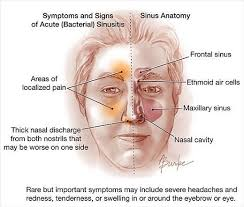 Symptoms and Signs
of Acute (Bacterial) Sinusitis
Sinus Anatomy
Frontal sinus
Areas of
localized pain
Ethmoid air cells
Maxillary sinus
Thick nasal discharge
from both nostrils that
may be worse on one side
Nasal cavity
Rare but important symptoms may include severe headaches and
redness, tenderness, or swelling in or around the eyebrow or eye.